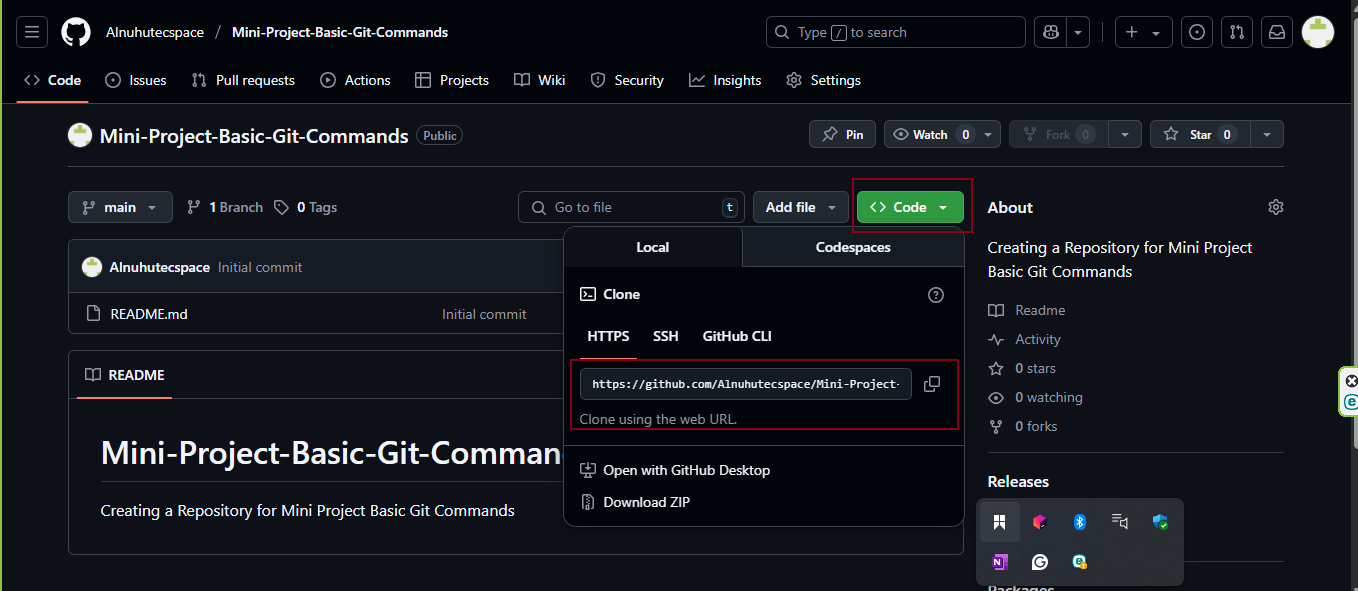 Alnuhutecspace / Mini-Project-Basic-Git-Commands
Type / to search
Code Issues Pull requests Actions Projects Wiki Security Insights Settings
Mini-Project-Basic-Git-Commands Public
Pin Watch 0 Fork 0 Star 0
main 1 Branch 0 Tags
Go to file t Add file Code
Alnuhutecspace Initial commit
README.md Initial commit
README
Mini-Project-Basic-Git-Comman
Creating a Repository for Mini Project Basic Git Commands
Local Codespaces
Clone
HTTPS SSH GitHub CLI
https://github.com/Alnuhutecspace/Mini-Project-
Clone using the web URL.
Open with GitHub Desktop
Download ZIP
About
Creating a Repository for Mini Project
Basic Git Commands
Readme
Activity
0 stars
0 watching
0 forks
Releases
Packages